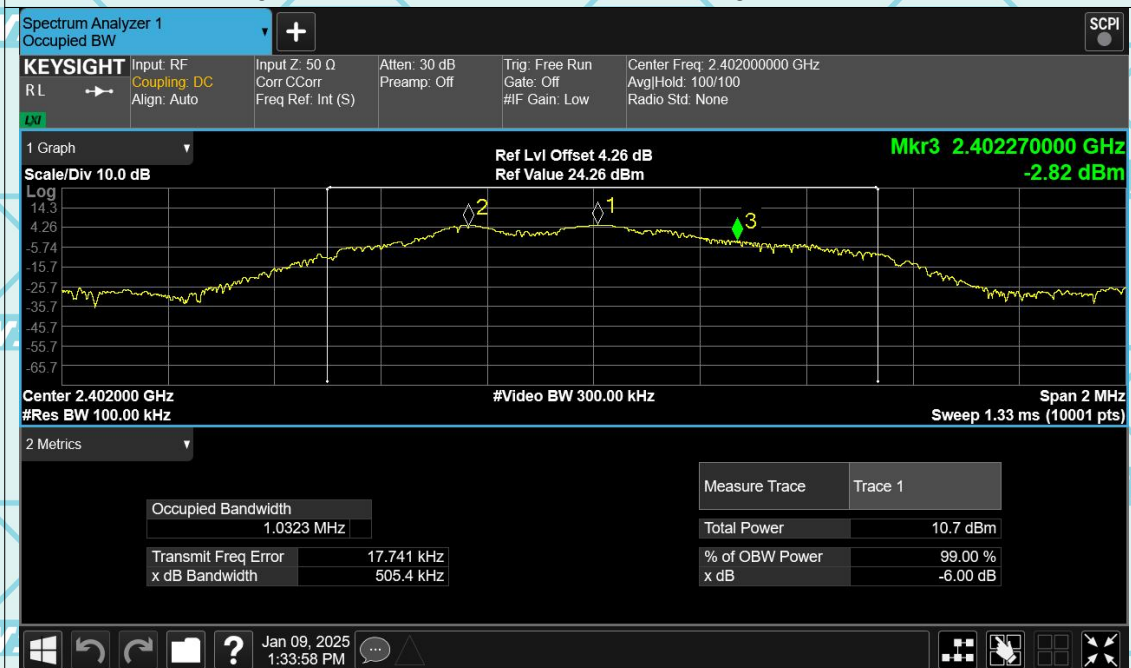 Spectrum Analyzer 1
Occupied BW
+
SCPI
KEYSIGHT
RL
LXI
Input: RF
Coupling: DC
Align: Auto
Input Z: 50 Ω
Corr CCorr
Freq Ref: Int (S)
Atten: 30 dB
Preamp: Off
Trig: Free Run
Gate: Off
#IF Gain: Low
Center Freq: 2.402000000 GHz
Avg|Hold: 100/100
Radio Std: None
1 Graph
Scale/Div 10.0 dB
Ref Lvl Offset 4.26 dB
Ref Value 24.26 dBm
Mkr3 2.402270000 GHz
-2.82 dBm
Log
14.3
4.26
-5.74
-15.7
-25.7
-35.7
-45.7
-55.7
-65.7
2
1
3
Center 2.402000 GHz
#Res BW 100.00 kHz
#Video BW 300.00 kHz
Span 2 MHz
Sweep 1.33 ms (10001 pts)
2 Metrics
Occupied Bandwidth
1.0323 MHz
Transmit Freq Error 17.741 kHz
x dB Bandwidth 505.4 kHz
Measure Trace Trace 1
Total Power 10.7 dBm
% of OBW Power 99.00 %
x dB -6.00 dB
?
Jan 09, 2025
1:33:58 PM